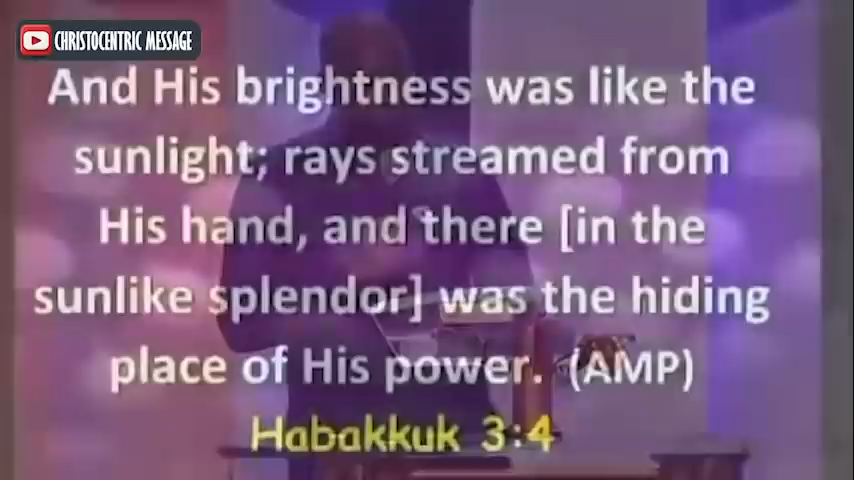 CHRISTOCENTRIC MESSAGE
And His brightness was like the
sunlight; rays streamed from
His hand, and there [in the
sunlike splendor] was the hiding
place of His power. (AMP)
Habakkuk 3:4